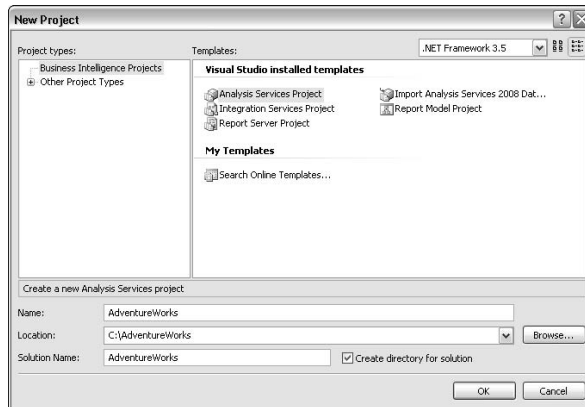 New Project
Project types:
Templates:
.NET Framework 3.5
Business Intelligence Projects
Other Project Types
Visual Studio installed templates
Analysis Services Project
Import Analysis Services 2008 Dat...
Integration Services Project
Report Model Project
Report Server Project
My Templates
Search Online Templates...
Create a new Analysis Services project
Name:
AdventureWorks
Location:
C:\AdventureWorks
Browse...
Solution Name:
AdventureWorks
Create directory for solution
OK
Cancel